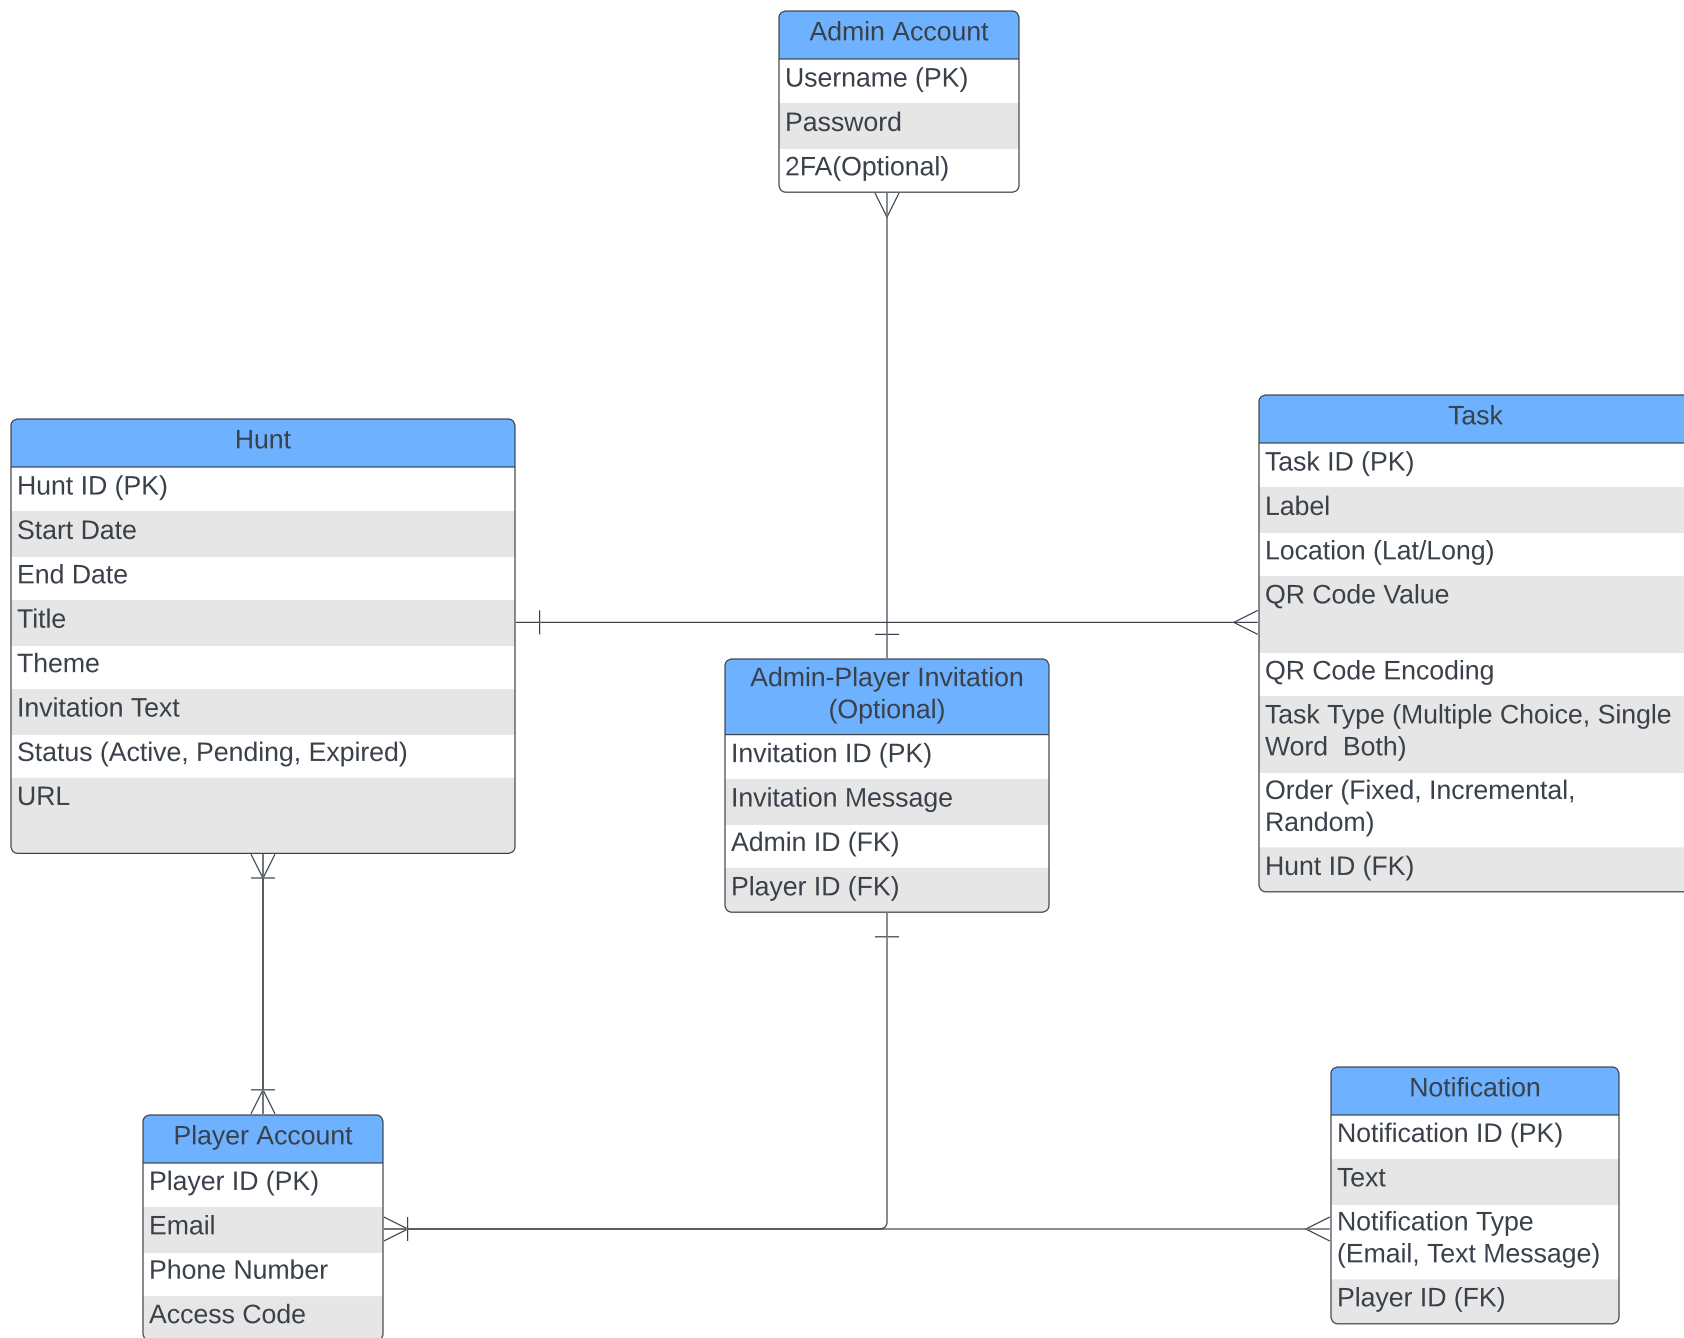 Admin Account
Username (PK)
Password
2FA(Optional)
Hunt
Hunt ID (PK)
Start Date
End Date
Title
Theme
Invitation Text
Status (Active, Pending, Expired)
URL
Task
Task ID (PK)
Label
Location (Lat/Long)
QR Code Value
QR Code Encoding
Task Type (Multiple Choice, Single
Word  Both)
Order (Fixed, Incremental,
Random)
Hunt ID (FK)
Admin-Player Invitation
(Optional)
Invitation ID (PK)
Invitation Message
Admin ID (FK)
Player ID (FK)
Player Account
Player ID (PK)
Email
Phone Number
Access Code
Notification
Notification ID (PK)
Text
Notification Type
(Email, Text Message)
Player ID (FK)